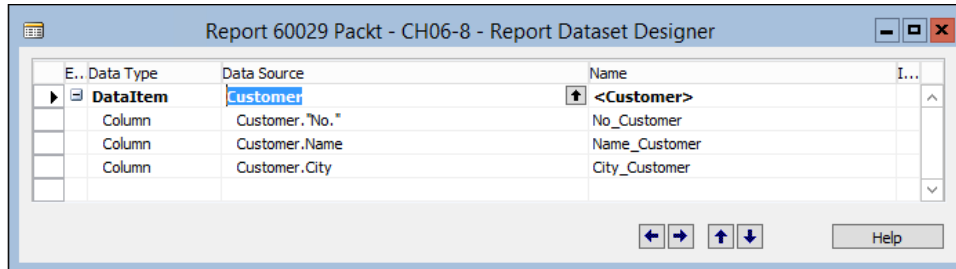 Report 60029 Packt - CH06-8 - Report Dataset Designer
E.. Data Type Data Source Name I...
DataItem Customer <Customer>
Column Customer."No." No_Customer
Column Customer.Name Name_Customer
Column Customer.City City_Customer
Help